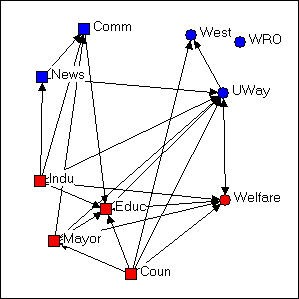 Comm
West
WRO
News
UWay
Indu
Educ
Welfare
Mayor
Coun